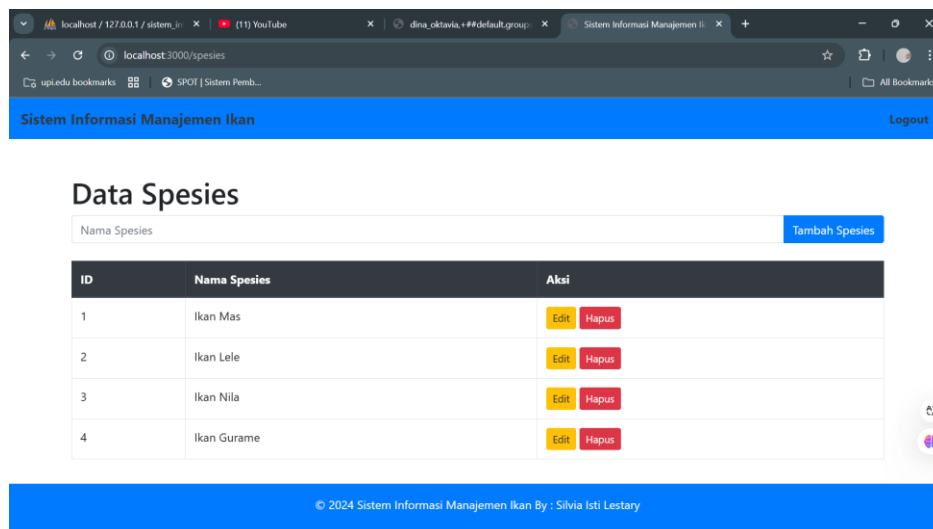 localhost / 127.0.0.1 / sistem_in
(11) YouTube
dina_oktavia,+##default.group
Sistem Informasi Manajemen Ik
localhost:3000/spesies
upi.edu bookmarks
SPOT | Sistem Pemb...
All Bookmarks
Sistem Informasi Manajemen Ikan
Logout
Data Spesies
Nama Spesies
Tambah Spesies
ID Nama Spesies Aksi
1 Ikan Mas Edit Hapus
2 Ikan Lele Edit Hapus
3 Ikan Nila Edit Hapus
4 Ikan Gurame Edit Hapus
© 2024 Sistem Informasi Manajemen Ikan By : Silvia Isti Lestary